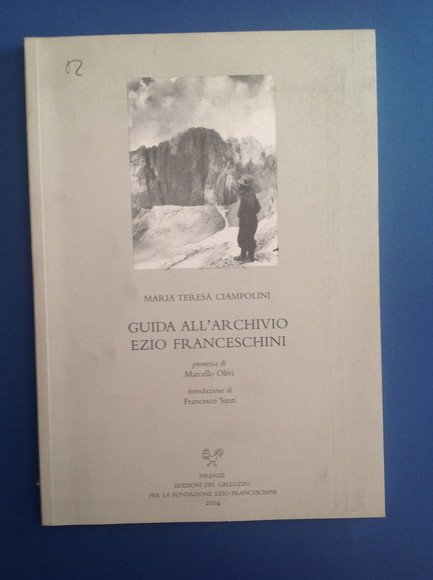 MARIA TERESA CIAMPOLINI
GUIDA ALL'ARCHIVIO
EZIO FRANCESCHINI
premessa di
Marcello Olivi
introduzione di
Francesco Santi
FIRENZE
EDIZIONI DEL GALLUZZO
PER LA FONDAZIONE EZIO FRANCESCHINI
2004